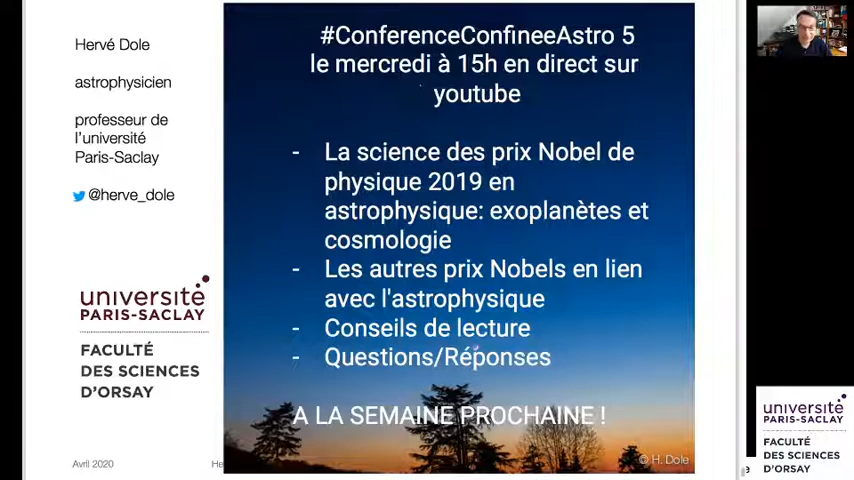 Hervé Dole
astrophysicien
professeur de
l'université
Paris-Saclay
@herve_dole
université
PARIS-SACLAY
FACULTÉ
DES SCIENCES
D'ORSAY
Avril 2020
He
#ConferenceConfineeAstro 5
le mercredi à 15h en direct sur
youtube
- La science des prix Nobel de
physique 2019 en
astrophysique: exoplanètes et
cosmologie
- Les autres prix Nobels en lien
avec l'astrophysique
- Conseils de lecture
- Questions/Réponses
A LA SEMAINE PROCHAINE !
© H. Dole
université
PARIS-SACLAY
FACULTÉ
DES SCIENCES
D'ORSAY
e